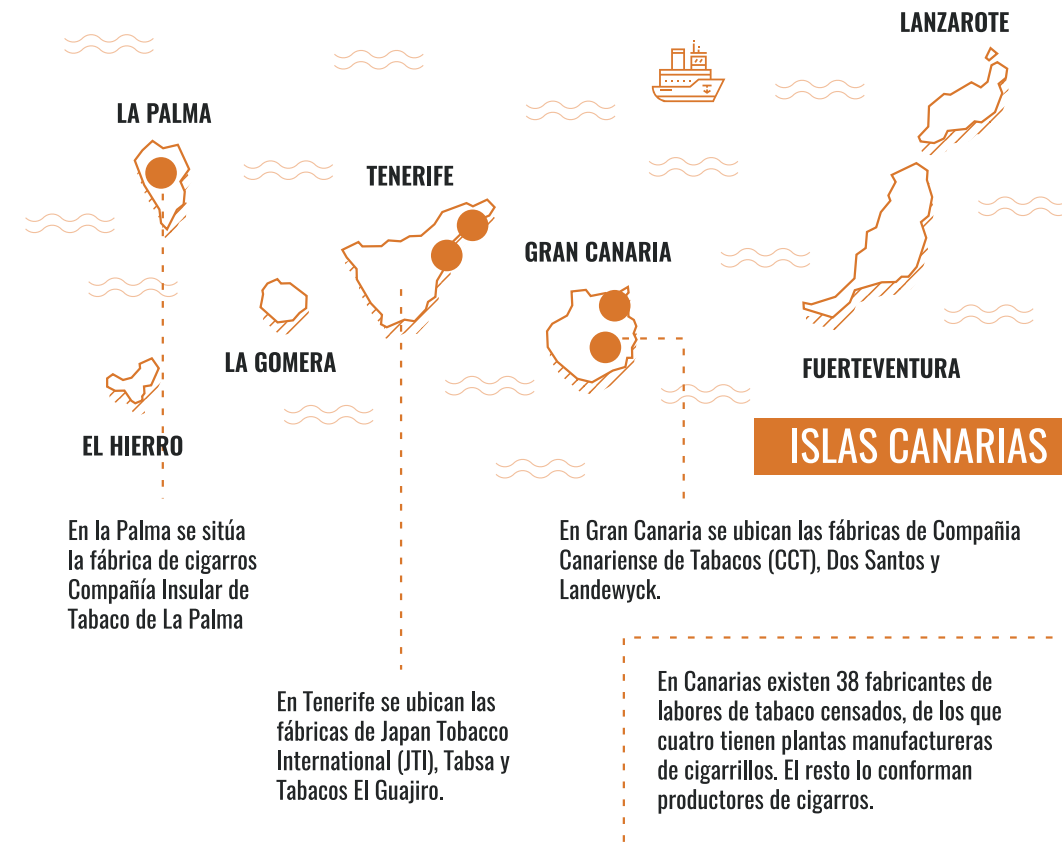 LANZAROTE
LA PALMA
TENERIFE
GRAN CANARIA
LA GOMERA
FUERTEVENTURA
EL HIERRO
ISLAS CANARIAS
En la Palma se sitúa
la fábrica de cigarros
Compañía Insular de
Tabaco de La Palma
En Gran Canaria se ubican las fábricas de Compañia
Canariense de Tabacos (CCT), Dos Santos y
Landewyck.
En Tenerife se ubican las
fábricas de Japan Tobacco
International (JTI), Tabsa y
Tabacos El Guajiro.
En Canarias existen 38 fabricantes de
labores de tabaco censados, de los que
cuatro tienen plantas manufactureras
de cigarrillos. El resto lo conforman
productores de cigarros.